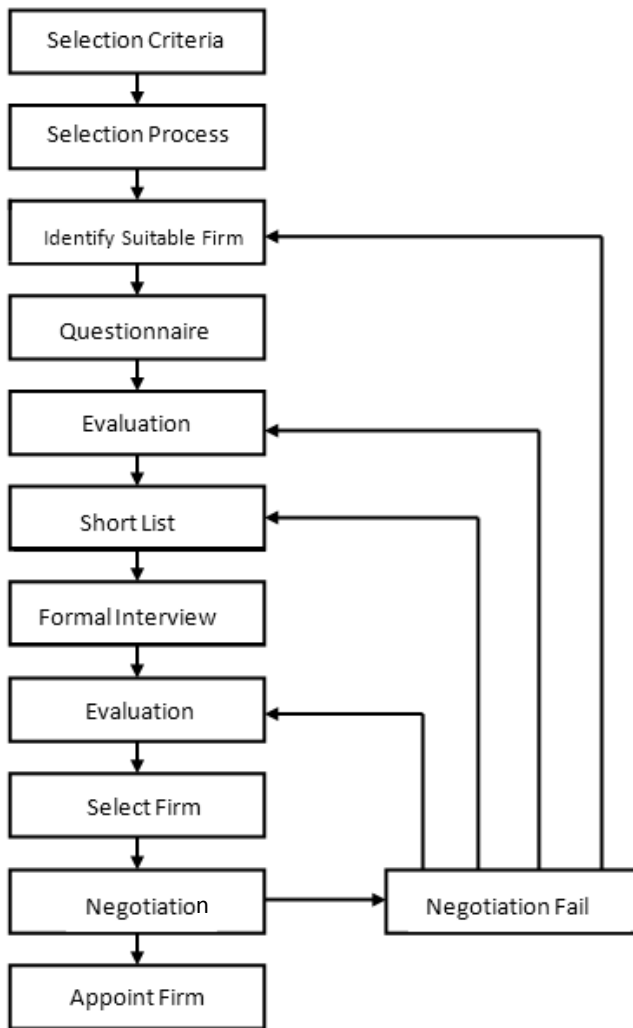 Selection Criteria
Selection Process
Identify Suitable Firm
Questionnaire
Evaluation
Short List
Formal Interview
Evaluation
Select Firm
Negotiation
Negotiation Fail
Appoint Firm